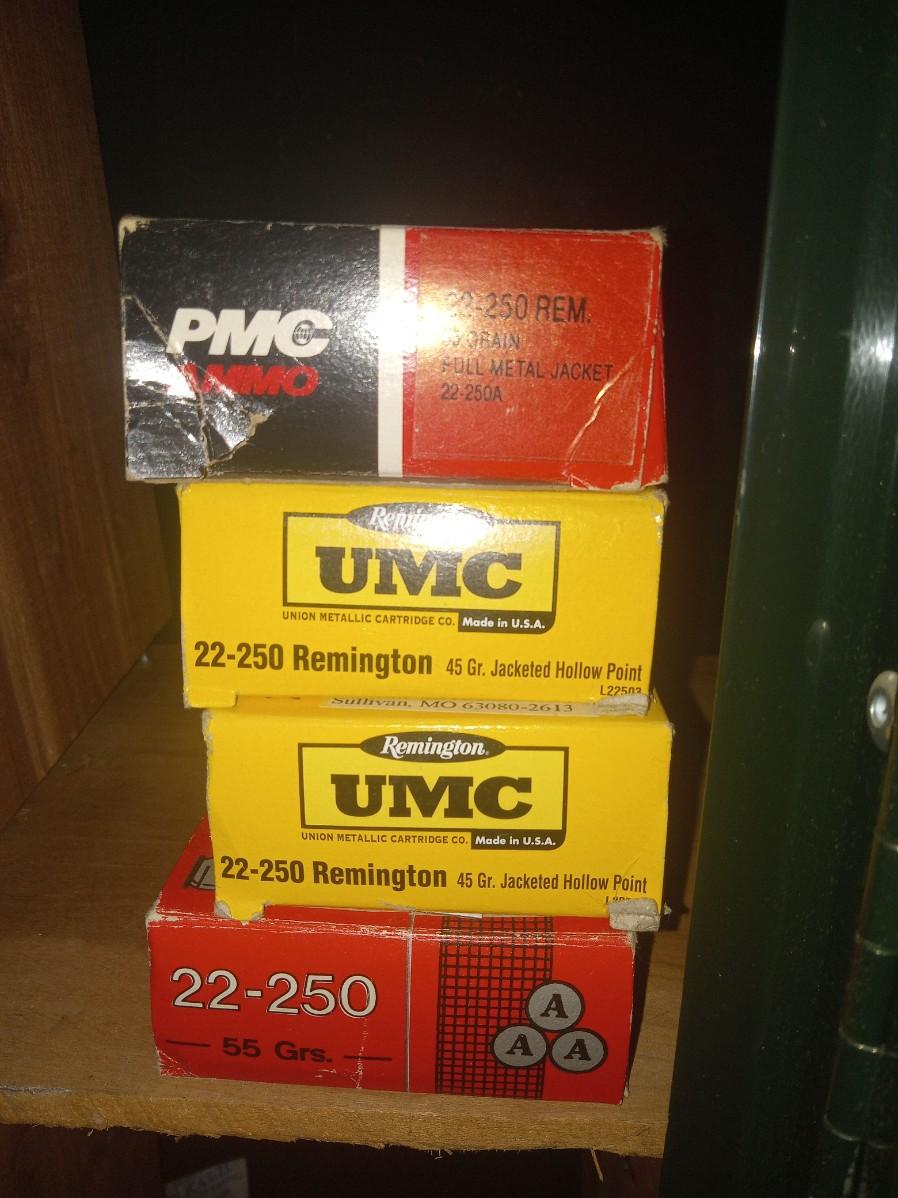 PMC
AMMO
22-250 REM.
GRAIN
FULL METAL JACKET
22-250A
Remington
UMC
UNION METALLIC CARTRIDGE CO. Made in U.S.A.
22-250 Remington 45 Gr. Jacketed Hollow Point
L22503
Sullivan, MO 63080-2613
Remington®
UMC
UNION METALLIC CARTRIDGE CO. Made in U.S.A.
22-250 Remington 45 Gr. Jacketed Hollow Point
22-250
55 Grs.
A
A A